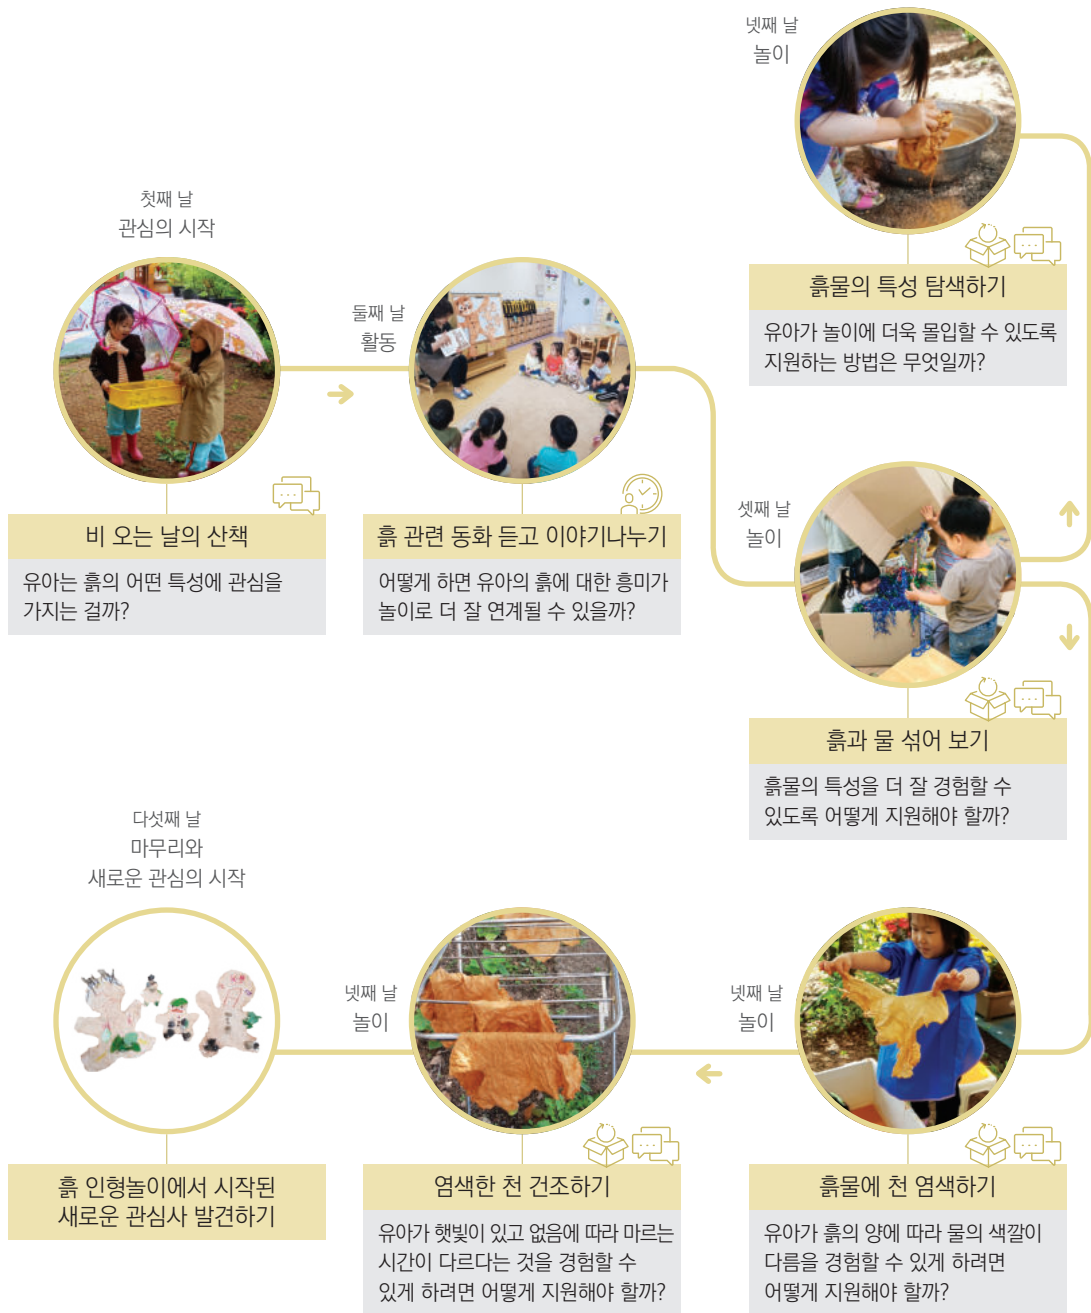 첫째 날
관심의 시작
비 오는 날의 산책
유아는 흙의 어떤 특성에 관심을
가지는 걸까?
둘째 날
활동
흙 관련 동화 듣고 이야기나누기
어떻게 하면 유아의 흙에 대한 흥미가
놀이로 더 잘 연계될 수 있을까?
셋째 날
놀이
흙과 물 섞어 보기
흙물의 특성을 더 잘 경험할 수
있도록 어떻게 지원해야 할까?
넷째 날
놀이
흙물의 특성 탐색하기
유아가 놀이에 더욱 몰입할 수 있도록
지원하는 방법은 무엇일까?
넷째 날
놀이
흙물에 천 염색하기
유아가 흙의 양에 따라 물의 색깔이
다름을 경험할 수 있게 하려면
어떻게 지원해야 할까?
넷째 날
놀이
염색한 천 건조하기
유아가 햇빛이 있고 없음에 따라 마르는
시간이 다르다는 것을 경험할 수
있게 하려면 어떻게 지원해야 할까?
다섯째 날
마무리와
새로운 관심의 시작
흙 인형놀이에서 시작된
새로운 관심사 발견하기